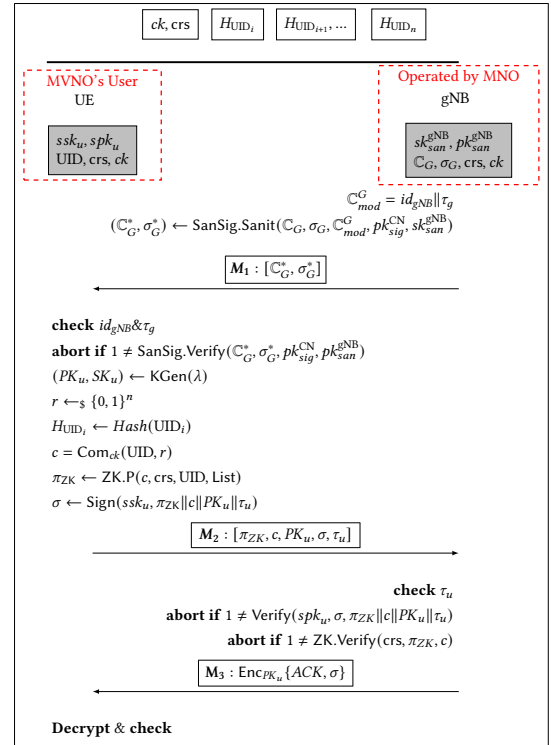 ck, crs
H_{UID_i}
H_{UID_{i+1}}, ...
H_{UID_n}
MVNO's User
UE
Operated by MNO
gNB
ssk_u, spk_u
UID, crs, ck
sk_{san}^{gNB}, pk_{san}^{gNB}
ℂ_G, σ_G, crs, ck
ℂ_{mod}^G = id_{gNB}||τ_g
(ℂ_G^*, σ_G^*) ← SanSig.Sanit(ℂ_G, σ_G, ℂ_{mod}^G, pk_{sig}^{CN}, sk_{san}^{gNB})
M_1 : [ℂ_G^*, σ_G^*]
check id_{gNB}&τ_g
abort if 1 ≠ SanSig.Verify(ℂ_G^*, σ_G^*, pk_{sig}^{CN}, pk_{san}^{gNB})
(PK_u, SK_u) ← KGen(λ)
r ←_$ {0, 1}^n
H_{UID_i} ← Hash(UID_i)
c = Com_{ck}(UID, r)
π_{ZK} ← ZK.P(c, crs, UID, List)
σ ← Sign(ssk_u, π_{ZK}||c||PK_u||τ_u)
M_2 : [π_{ZK}, c, PK_u, σ, τ_u]
check τ_u
abort if 1 ≠ Verify(spk_u, σ, π_{ZK}||c||PK_u||τ_u)
abort if 1 ≠ ZK.Verify(crs, π_{ZK}, c)
M_3 : Enc_{PK_u}{ACK, σ}
Decrypt & check